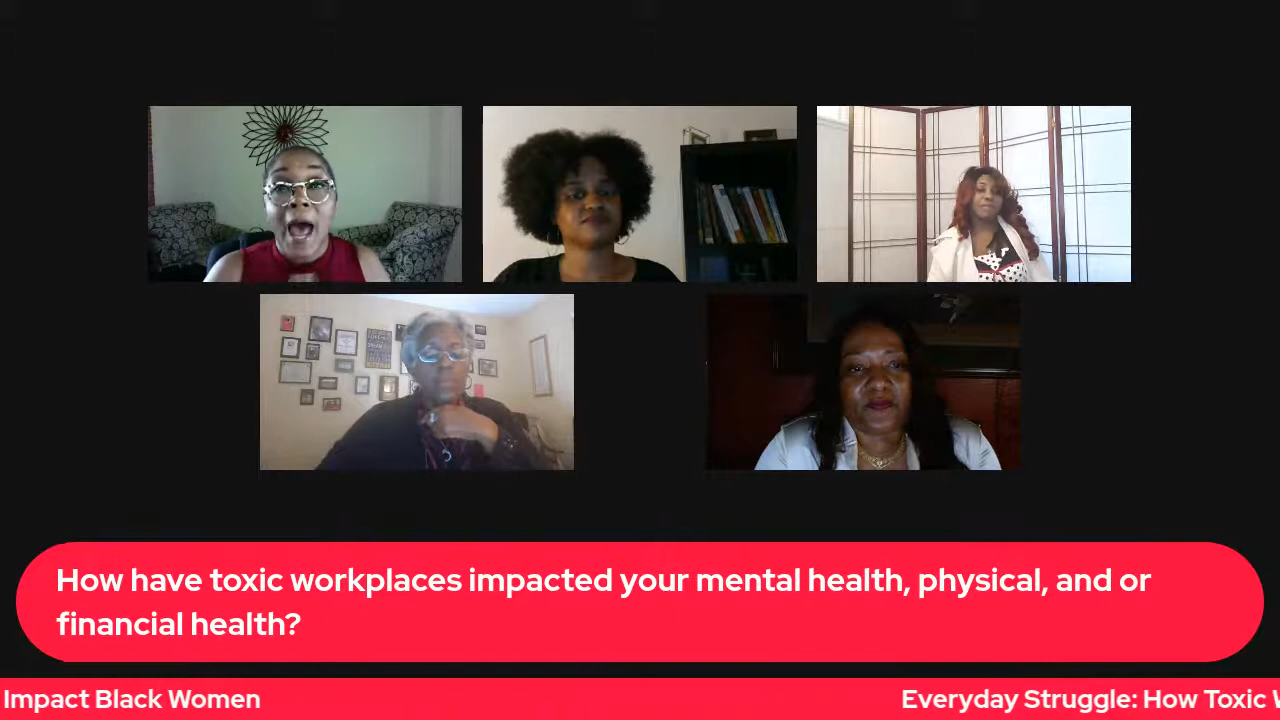 How have toxic workplaces impacted your mental health, physical, and or
financial health?
Impact Black Women
Everyday Struggle: How Toxic